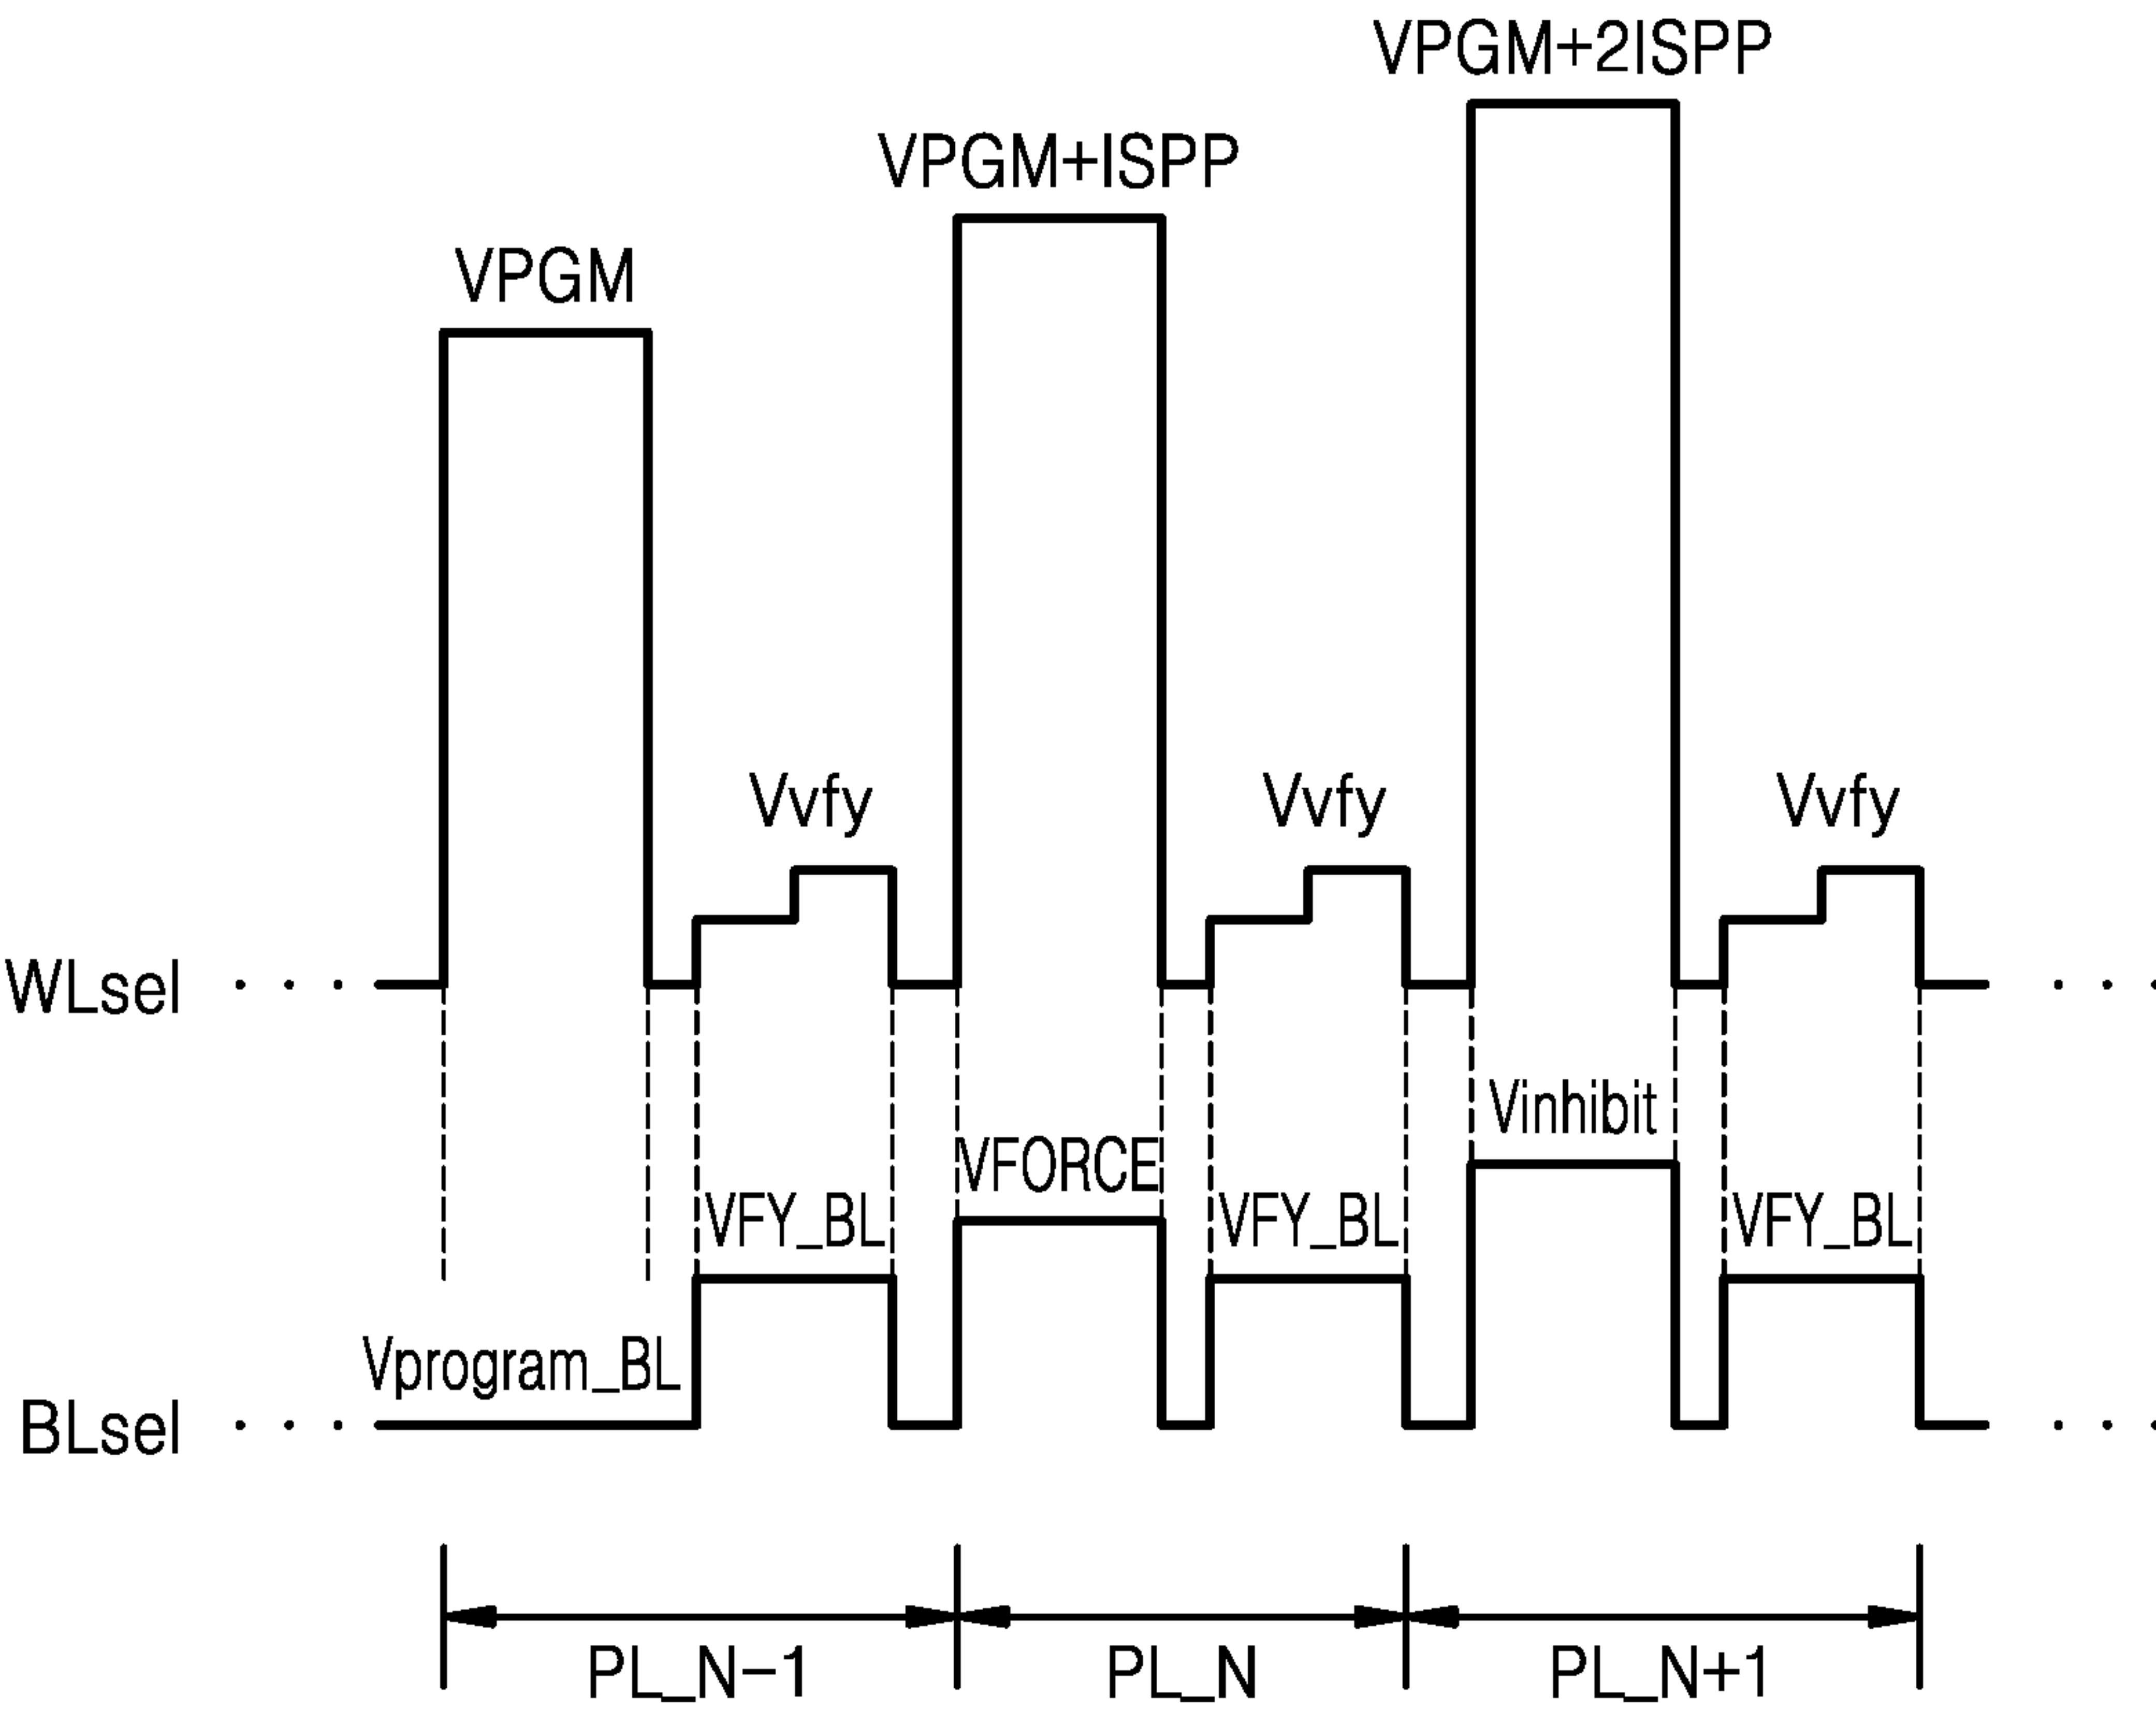 VPGM+2ISPP
VPGM+ISPP
VPGM
Vvfy
Vvfy
Vvfy
WLsel
Vinhibit
VFORCE
VFY_BL
VFY_BL
VFY_BL
Vprogram_BL
BLsel
PL_N-1
PL_N
PL_N+1